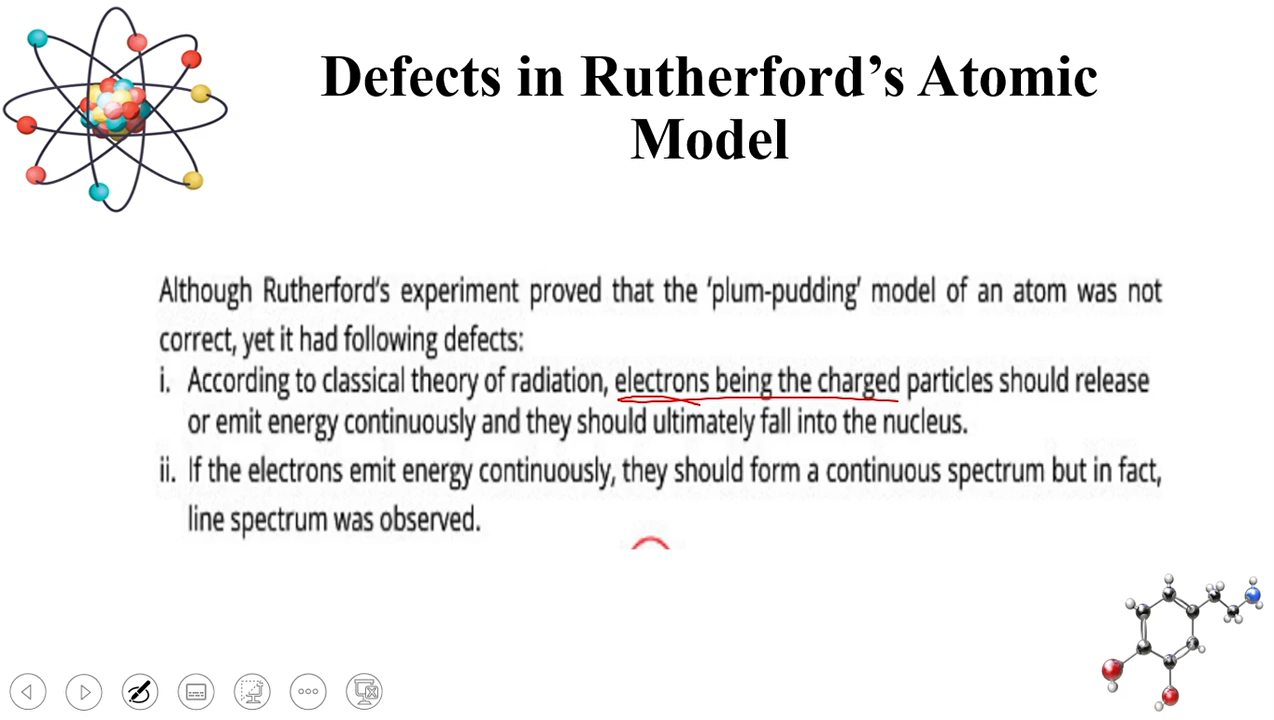 Defects in Rutherford’s Atomic
Model
Although Rutherford’s experiment proved that the ‘plum-pudding’ model of an atom was not
correct, yet it had following defects:
i. According to classical theory of radiation, electrons being the charged particles should release
or emit energy continuously and they should ultimately fall into the nucleus.
ii. If the electrons emit energy continuously, they should form a continuous spectrum but in fact,
line spectrum was observed.